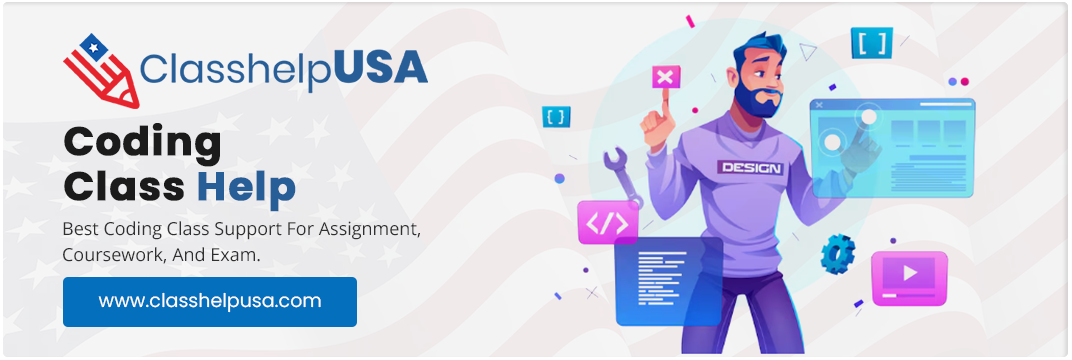 ClasshelpUSA
Coding
Class Help
Best Coding Class Support For Assignment,
Coursework, And Exam.
www.classhelpusa.com
DESIGN
[ ]
{ }
</>